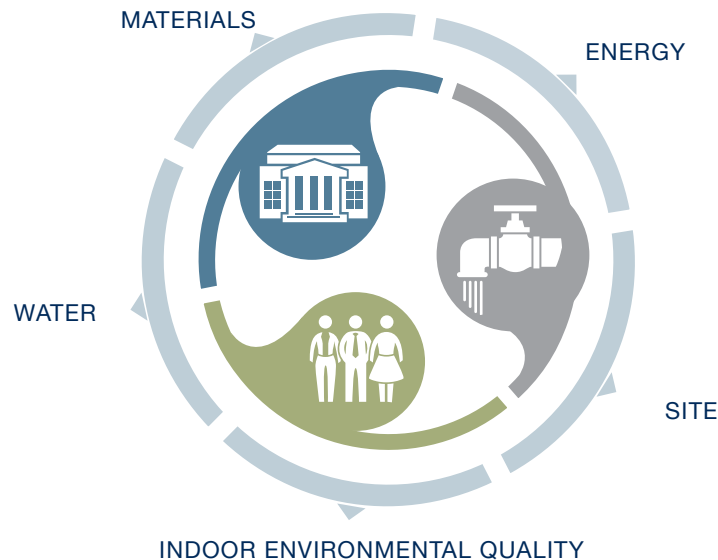 MATERIALS
ENERGY
WATER
SITE
INDOOR ENVIRONMENTAL QUALITY